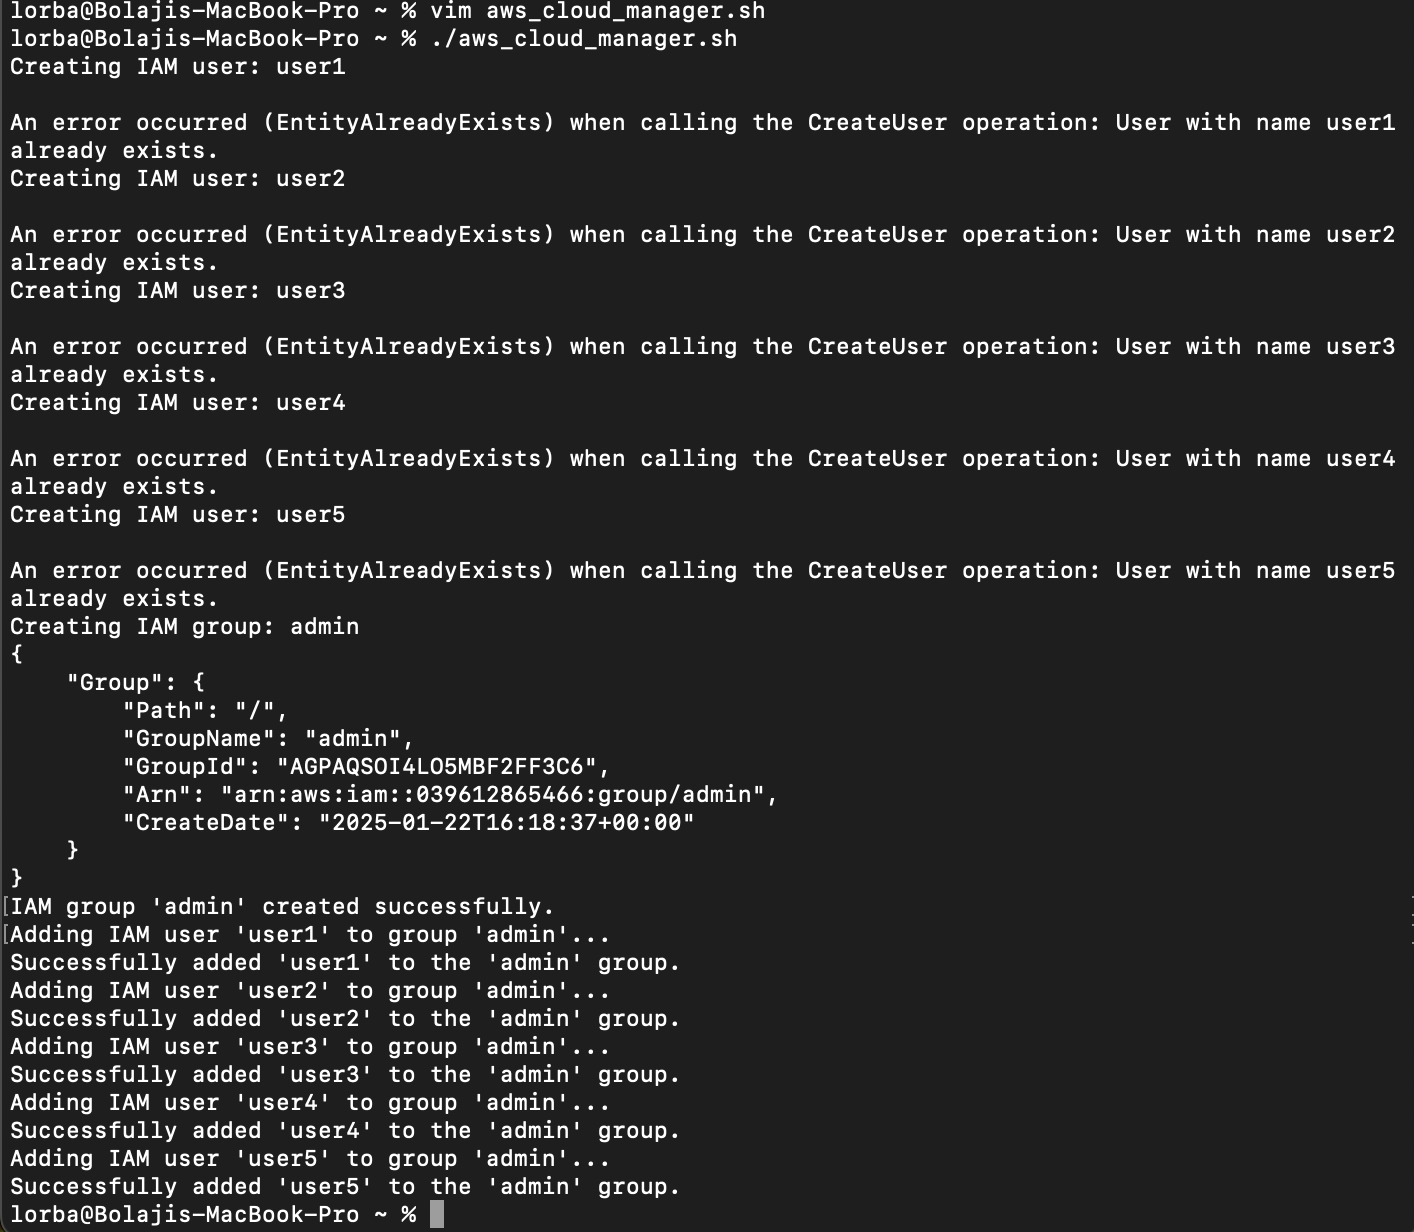 lorba@Bolajis-MacBook-Pro ~ % vim aws_cloud_manager.sh
lorba@Bolajis-MacBook-Pro ~ % ./aws_cloud_manager.sh
Creating IAM user: user1
An error occurred (EntityAlreadyExists) when calling the CreateUser operation: User with name user1
already exists.
Creating IAM user: user2
An error occurred (EntityAlreadyExists) when calling the CreateUser operation: User with name user2
already exists.
Creating IAM user: user3
An error occurred (EntityAlreadyExists) when calling the CreateUser operation: User with name user3
already exists.
Creating IAM user: user4
An error occurred (EntityAlreadyExists) when calling the CreateUser operation: User with name user4
already exists.
Creating IAM user: user5
An error occurred (EntityAlreadyExists) when calling the CreateUser operation: User with name user5
already exists.
Creating IAM group: admin
{
    "Group": {
        "Path": "/",
        "GroupName": "admin",
        "GroupId": "AGPAQSOI4LO5MBF2FF3C6",
        "Arn": "arn:aws:iam::039612865466:group/admin",
        "CreateDate": "2025-01-22T16:18:37+00:00"
    }
}
IAM group 'admin' created successfully.
Adding IAM user 'user1' to group 'admin'...
Successfully added 'user1' to the 'admin' group.
Adding IAM user 'user2' to group 'admin'...
Successfully added 'user2' to the 'admin' group.
Adding IAM user 'user3' to group 'admin'...
Successfully added 'user3' to the 'admin' group.
Adding IAM user 'user4' to group 'admin'...
Successfully added 'user4' to the 'admin' group.
Adding IAM user 'user5' to group 'admin'...
Successfully added 'user5' to the 'admin' group.
lorba@Bolajis-MacBook-Pro ~ %